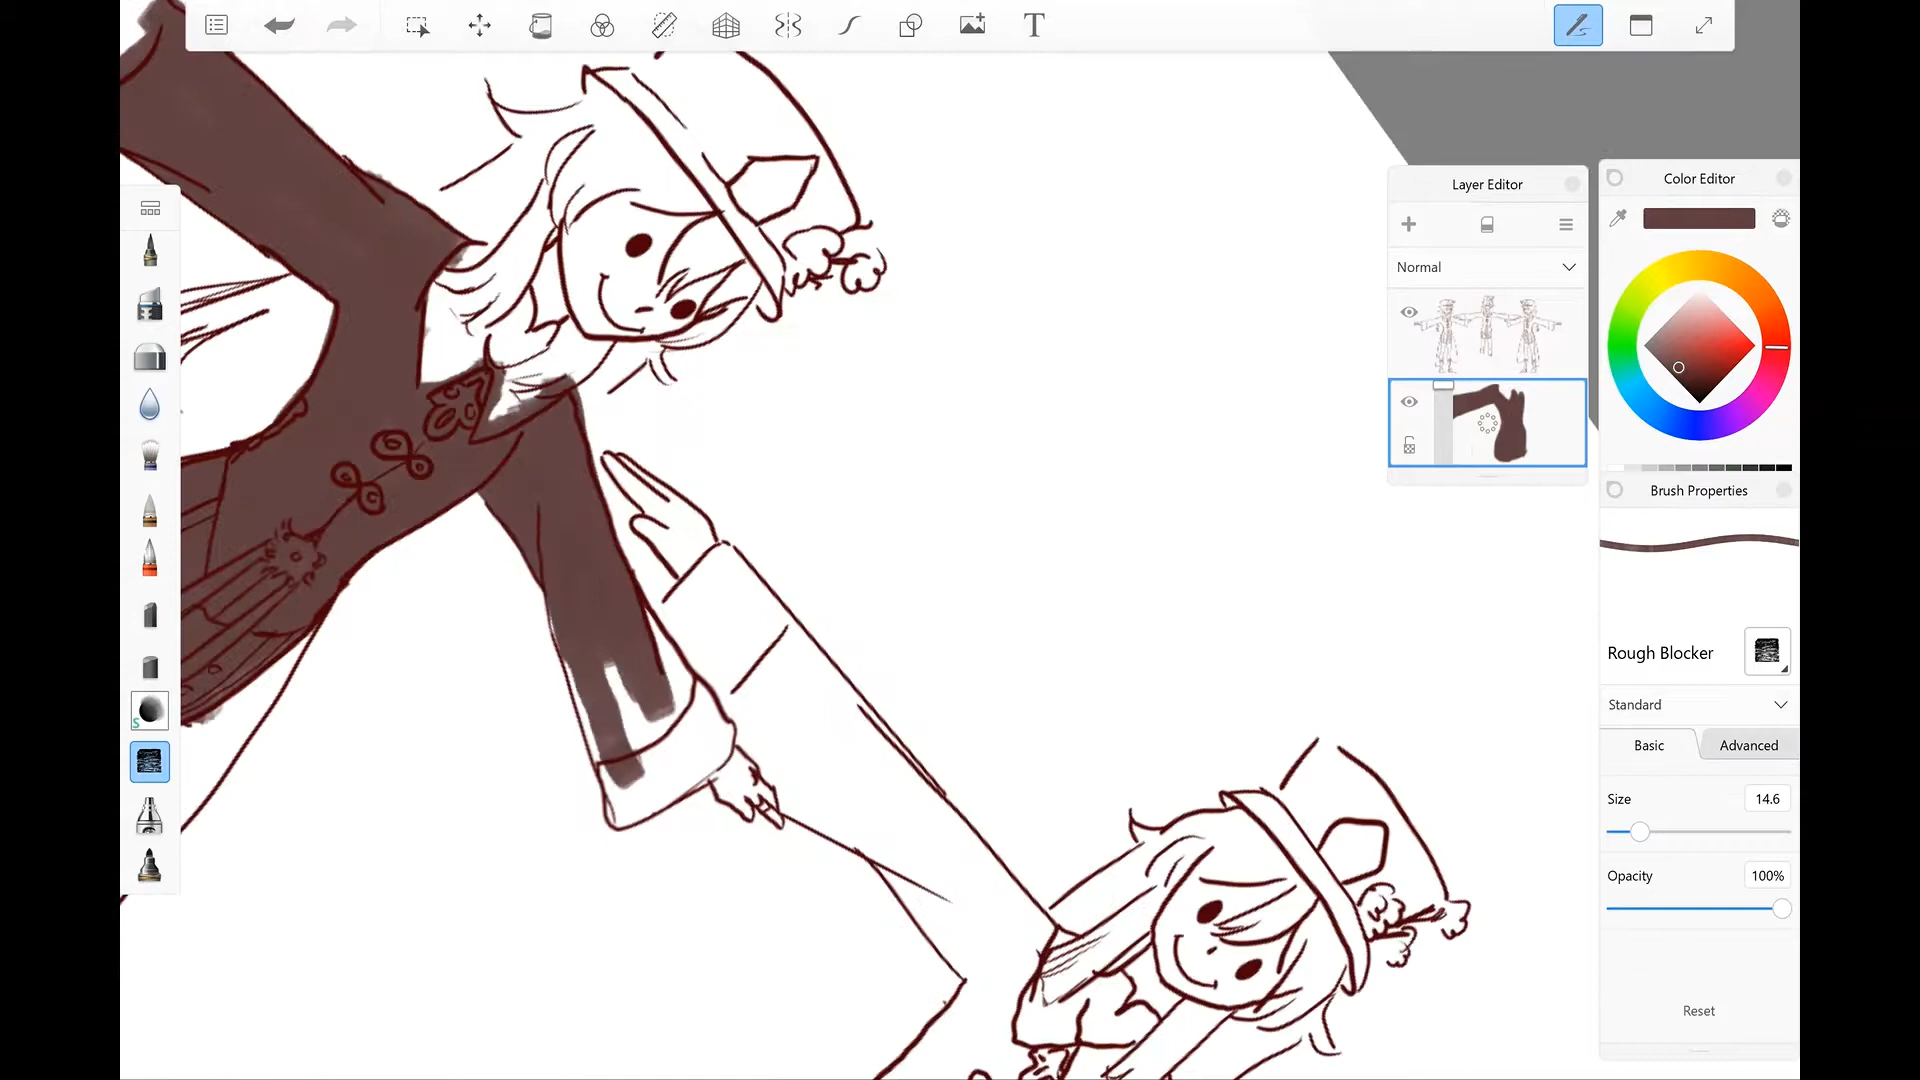 T
Layer Editor
Normal
Color Editor
Brush Properties
Rough Blocker
Standard
Basic
Advanced
Size
14.6
Opacity
100%
Reset
S